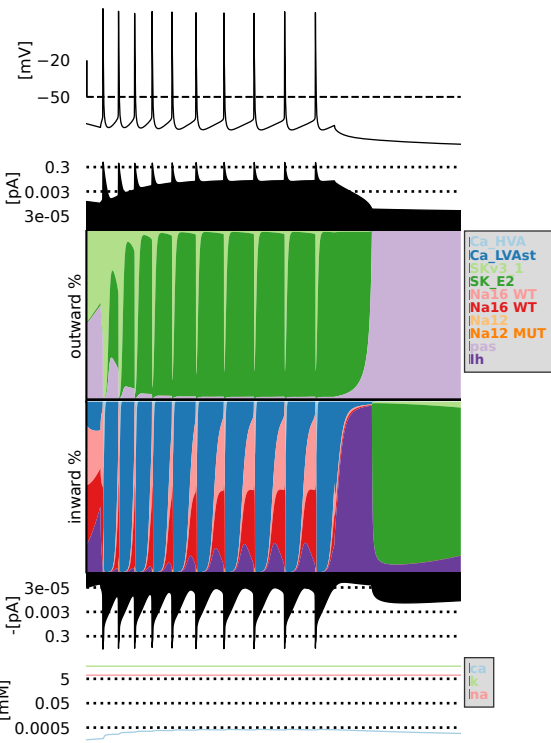 [mV]
−20
−50
[pA]
0.3
0.003
3e-05
outward %
Ca_HVA
Ca_LVAst
SKv3_1
SK_E2
Na16 WT
Na16 WT
Na12
Na12 MUT
pas
Ih
inward %
-[pA]
3e-05
0.003
0.3
[mM]
5
0.05
0.0005
ca
k
na